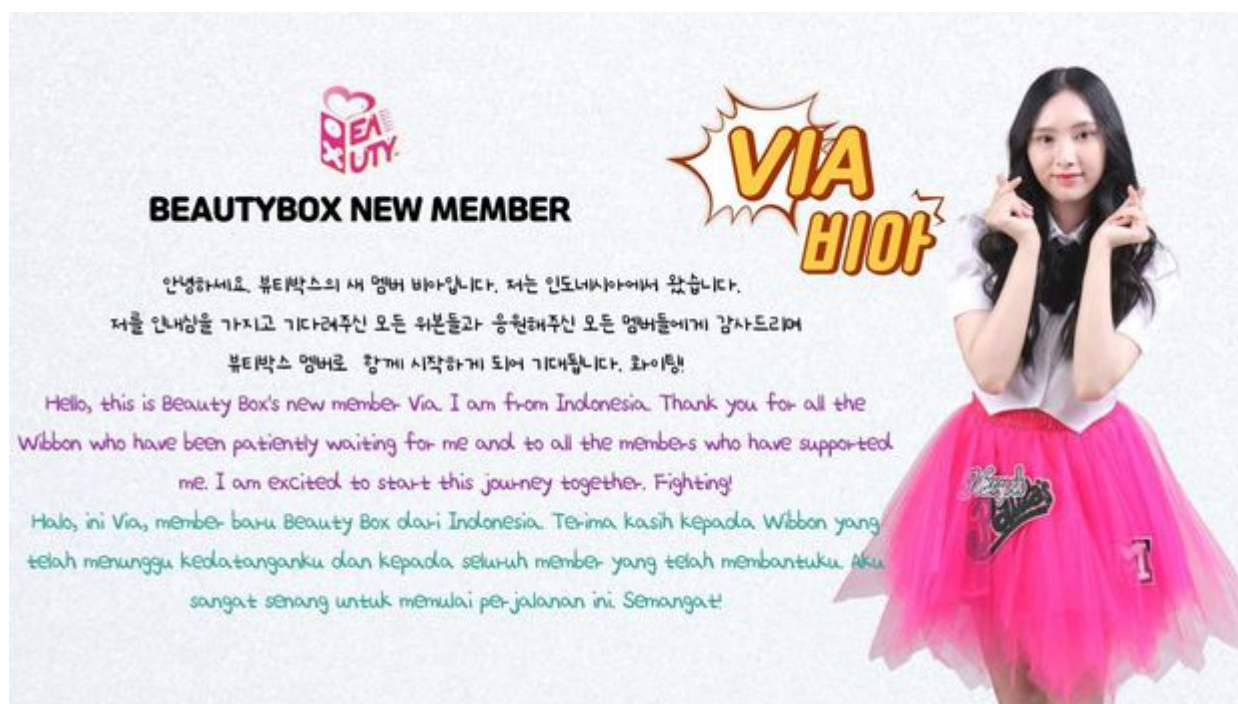 BEAUTY BOX
BEAUTYBOX NEW MEMBER
VIA
비아
안녕하세요. 뷰티박스의 새 멤버 비아입니다. 저는 인도네시아에서 왔습니다.
저를 인내심을 가지고 기다려주신 모든 위본들과 응원해주신 모든 멤버들에게 감사드리며
뷰티박스 멤버로 함께 시작하게 되어 기대됩니다. 화이팅!
Hello, this is Beauty Box's new member Via. I am from Indonesia. Thank you for all the
Wibbon who have been patiently waiting for me and to all the members who have supported
me. I am excited to start this journey together. Fighting!
Halo, ini Via, member baru Beauty Box dari Indonesia. Terima kasih kepada Wibbon yang
telah menunggu kedatanganku dan kepada seluruh member yang telah membantuku. Aku
sangat senang untuk memulai perjalanan ini. Semangat!